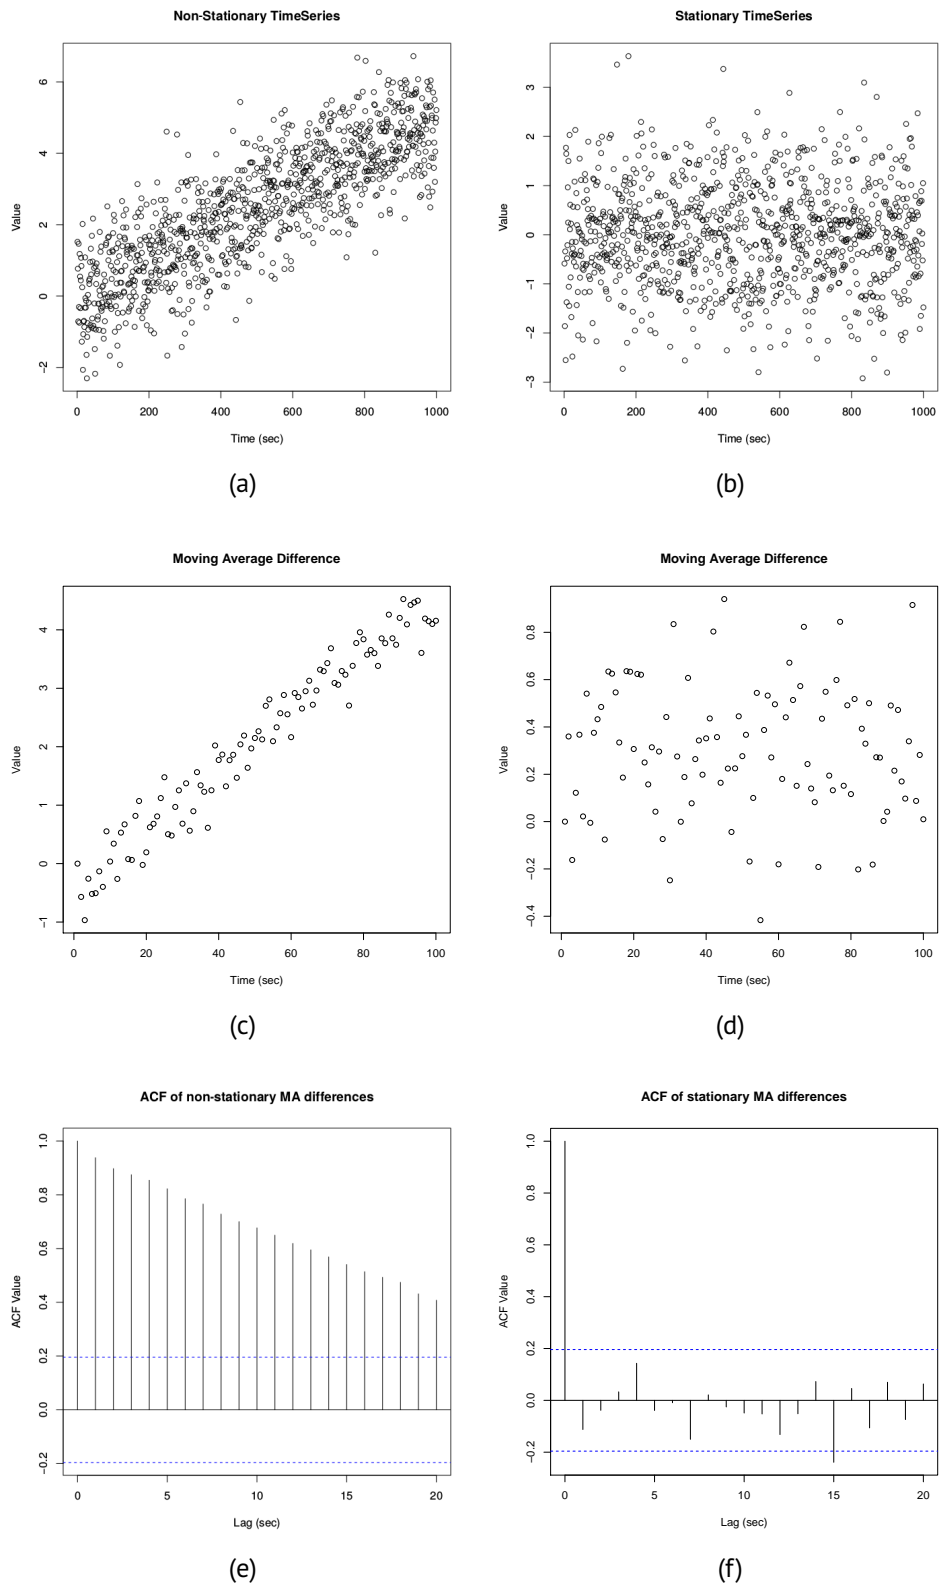 Non-Stationary TimeSeries
Value
6
4
2
0
−2
0 200 400 600 800 1000
Time (sec)
(a)
Stationary TimeSeries
Value
3
2
1
0
−1
−2
−3
0 200 400 600 800 1000
Time (sec)
(b)
Moving Average Difference
Value
4
3
2
1
0
−1
0 20 40 60 80 100
Time (sec)
(c)
Moving Average Difference
Value
0.8
0.6
0.4
0.2
0.0
−0.2
−0.4
0 20 40 60 80 100
Time (sec)
(d)
ACF of non-stationary MA differences
ACF Value
1.0
0.8
0.6
0.4
0.2
0.0
−0.2
0 5 10 15 20
Lag (sec)
(e)
ACF of stationary MA differences
ACF Value
1.0
0.8
0.6
0.4
0.2
0.0
−0.2
0 5 10 15 20
Lag (sec)
(f)